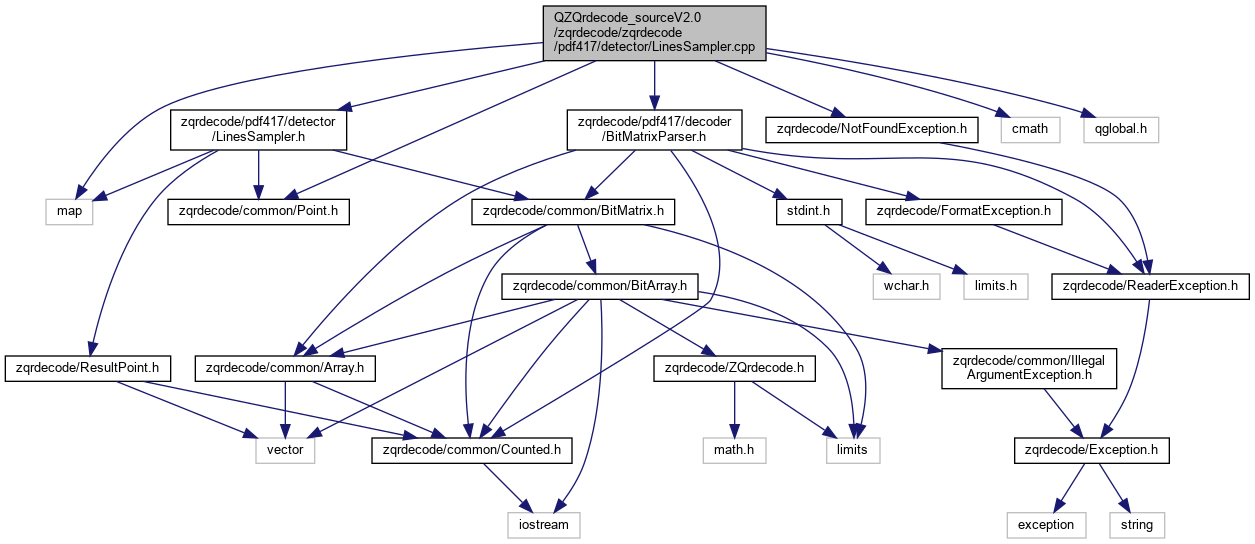 QZQrdecode_sourceV2.0
/zqrdecode/zqrdecode
/pdf417/detector/LinesSampler.cpp
zqrdecode/pdf417/detector
/LinesSampler.h
zqrdecode/pdf417/decoder
/BitMatrixParser.h
zqrdecode/NotFoundException.h
cmath
qglobal.h
map
zqrdecode/common/Point.h
zqrdecode/common/BitMatrix.h
stdint.h
zqrdecode/FormatException.h
zqrdecode/common/BitArray.h
wchar.h
limits.h
zqrdecode/ReaderException.h
zqrdecode/ResultPoint.h
zqrdecode/common/Array.h
zqrdecode/ZQrdecode.h
zqrdecode/common/Illegal
ArgumentException.h
vector
zqrdecode/common/Counted.h
math.h
limits
zqrdecode/Exception.h
iostream
exception
string